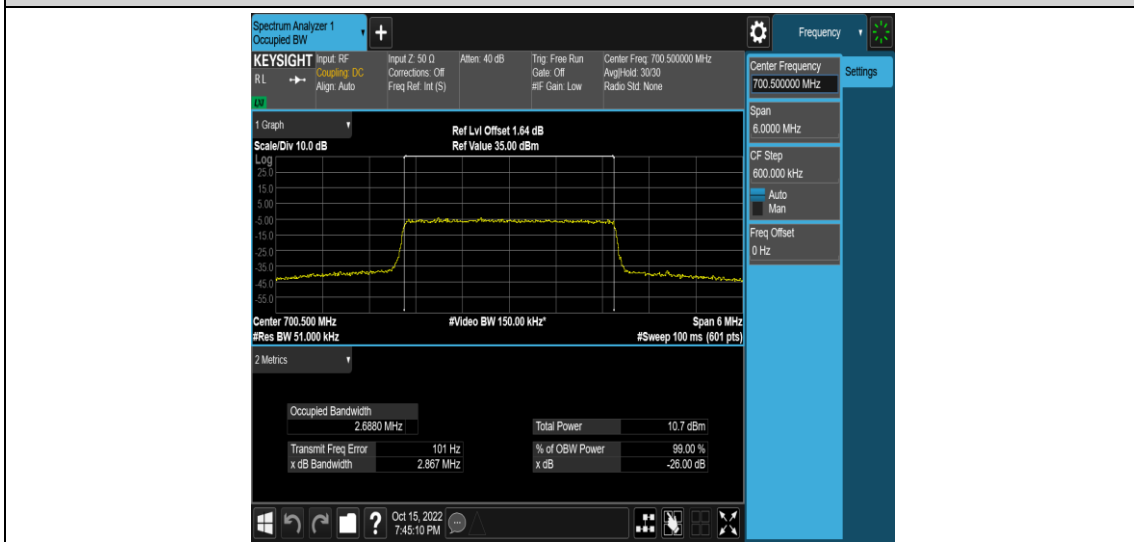 Spectrum Analyzer 1
Occupied BW
Frequency
KEYSIGHT
RL
Input: RF
Coupling: DC
Align: Auto
Input Z: 50 Ω
Corrections: Off
Freq Ref: Int (S)
Atten: 40 dB
Trig: Free Run
Gate: Off
#IF Gain: Low
Center Freq: 700.500000 MHz
Avg|Hold: 30/30
Radio Std: None
Center Frequency
700.500000 MHz
Settings
Span
6.0000 MHz
CF Step
600.000 kHz
Auto
Man
Freq Offset
0 Hz
1 Graph
Scale/Div 10.0 dB
Ref Lvl Offset 1.64 dB
Ref Value 35.00 dBm
Log
25.0
15.0
5.00
-5.00
-15.0
-25.0
-35.0
-45.0
-55.0
Center 700.500 MHz
#Video BW 150.00 kHz*
Span 6 MHz
#Res BW 51.000 kHz
#Sweep 100 ms (601 pts)
2 Metrics
Occupied Bandwidth
2.6880 MHz
Total Power 10.7 dBm
Transmit Freq Error 101 Hz
% of OBW Power 99.00 %
x dB Bandwidth 2.867 MHz
x dB -26.00 dB
?
Oct 15, 2022
7:45:10 PM